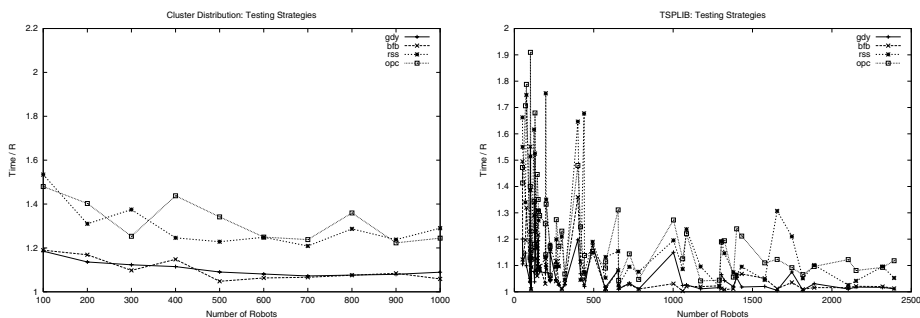 Cluster Distribution: Testing Strategies
2.2
2
1.8
1.6
1.4
1.2
1
Time / R
gdy
bfb
rss
opc
100 200 300 400 500 600 700 800 900 1000
Number of Robots
TSPLIB: Testing Strategies
2
1.9
1.8
1.7
1.6
1.5
1.4
1.3
1.2
1.1
1
Time / R
gdy
bfb
rss
opc
0 500 1000 1500 2000 2500
Number of Robots